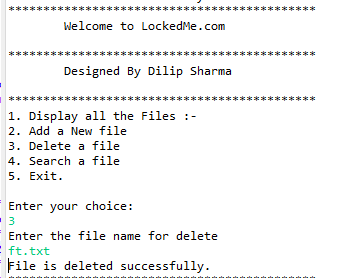 *****************************************
Welcome to LockedMe.com
*****************************************
Designed By Dilip Sharma
*****************************************
1. Display all the Files :-
2. Add a New file
3. Delete a file
4. Search a file
5. Exit.
Enter your choice:
3
Enter the file name for delete
ft.txt
File is deleted successfully.
*****************************************